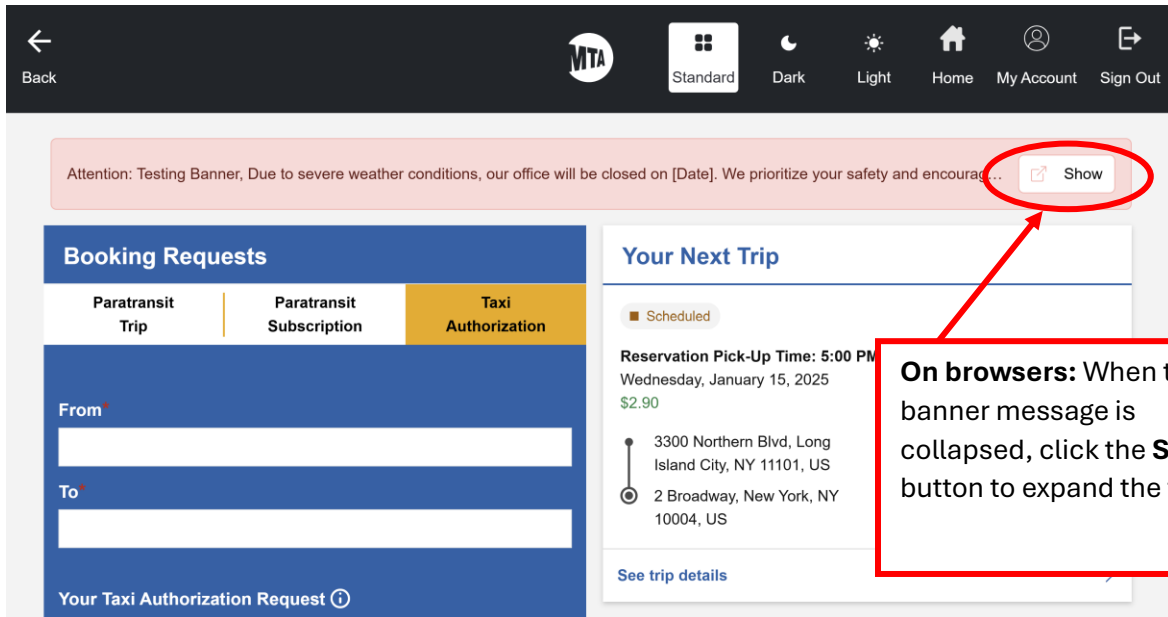 Back
MTA
Standard
Dark
Light
Home
My Account
Sign Out
Attention: Testing Banner, Due to severe weather conditions, our office will be closed on [Date]. We prioritize your safety and encourag...
Show
Booking Requests
Paratransit
Trip
Paratransit
Subscription
Taxi
Authorization
From*
To*
Your Taxi Authorization Request
Your Next Trip
Scheduled
Reservation Pick-Up Time: 5:00 PM
Wednesday, January 15, 2025
$2.90
3300 Northern Blvd, Long
Island City, NY 11101, US
2 Broadway, New York, NY
10004, US
See trip details
On browsers: When
banner message is
collapsed, click the
button to expand the